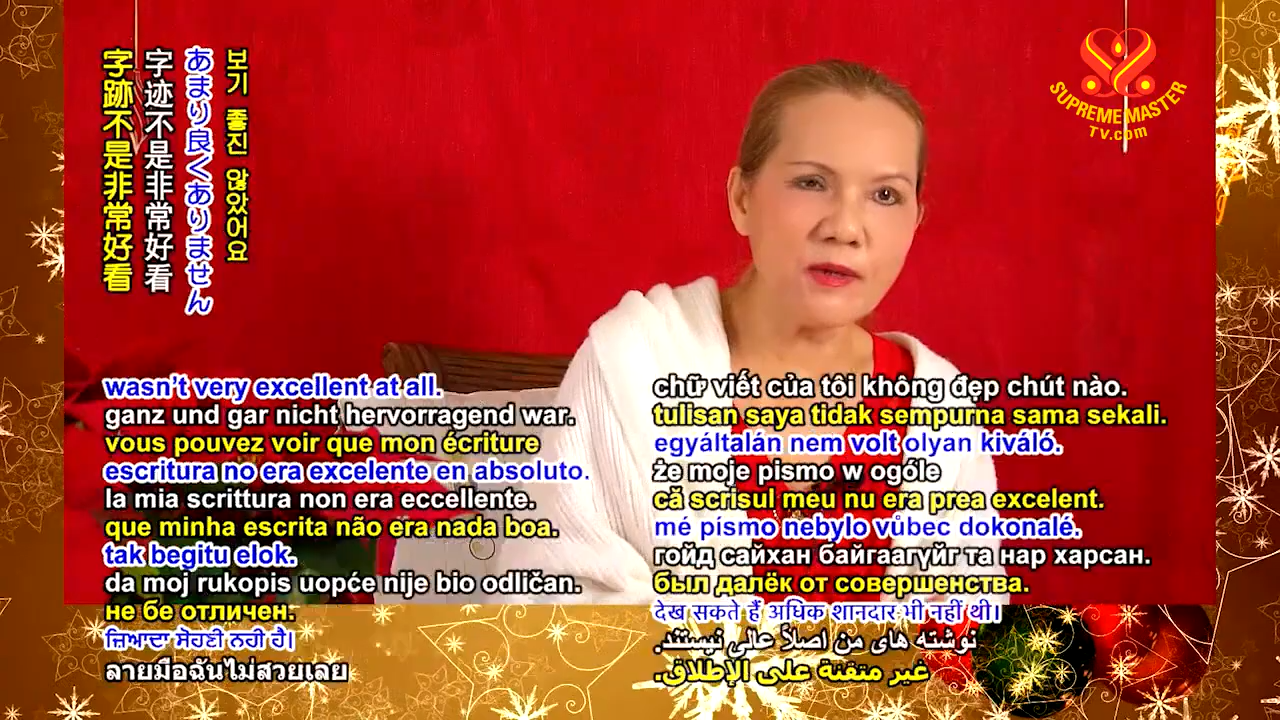 보기 좋진 않았어요
あまり良くありません
字迹不是非常好看
字跡不是非常好看
SUPREME MASTER
TV.com
wasn't very excellent at all.
ganz und gar nicht hervorragend war.
vous pouvez voir que mon écriture
escritura no era excelente en absoluto.
la mia scrittura non era eccellente.
que minha escrita não era nada boa.
tak begitu elok.
da moj rukopis uopće nije bio odličan.
не бе отличен.
ਜ਼ਿਆਦਾ ਸੋਹਣੀ ਨਹੀ ਹੈ|
ลายมือฉันไม่สวยเลย
chữ viết của tôi không đẹp chút nào.
tulisan saya tidak sempurna sama sekali.
egyáltalán nem volt olyan kiváló.
że moje pismo w ogóle
că scrisul meu nu era prea excelent.
mé písmo nebylo vůbec dokonalé.
гойд сайхан байгаагүйг та нар харсан.
был далёк от совершенства.
देख सकते हैं अधिक शानदार भी नहीं थी।
نوشته های من اصلاً عالی نیستند.
غير متقنة على الإطلاق.